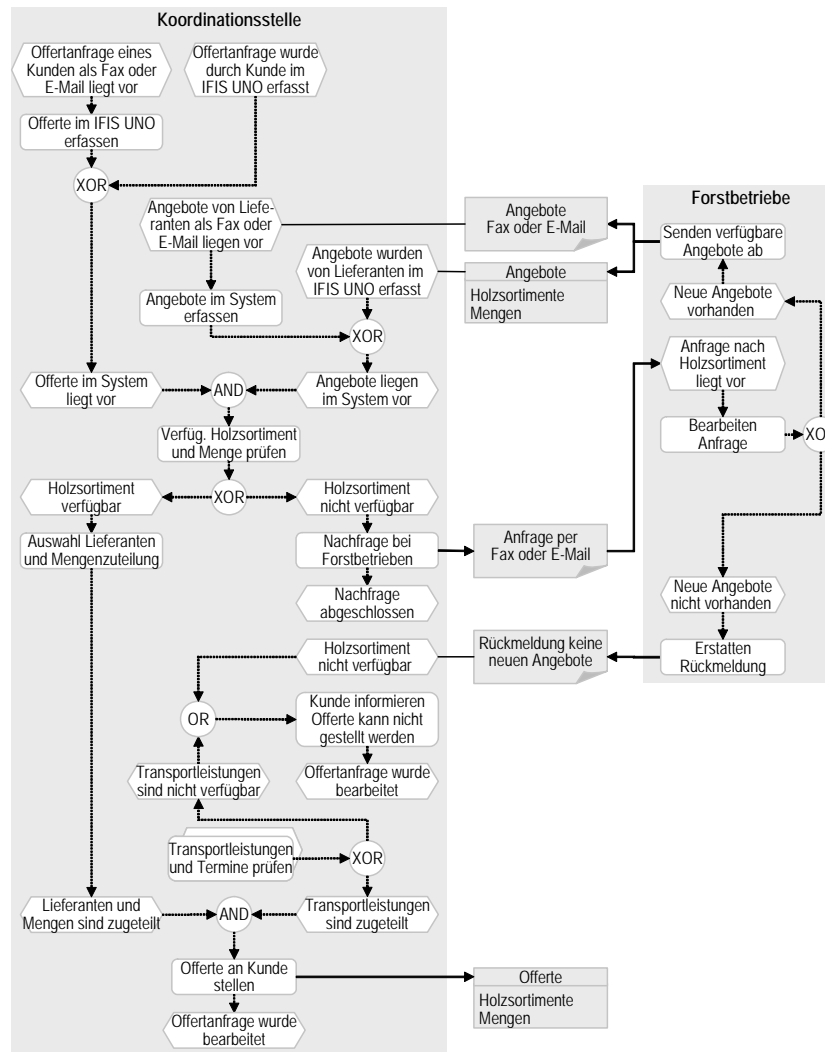 Koordinationsstelle
Offertanfrage eines
Kunden als Fax oder
E-Mail liegt vor
Offertanfrage wurde
durch Kunde im
IFIS UNO erfasst
Offerte im IFIS UNO
erfassen
XOR
Angebote von Liefe-
ranten als Fax oder
E-Mail liegen vor
Angebote
Fax oder E-Mail
Forstbetriebe
Senden verfügbare
Angebote ab
Angebote wurden
von Lieferanten im
IFIS UNO erfasst
Angebote
Holzsortimente
Mengen
Neue Angebote
vorhanden
Angebote im System
erfassen
XOR
Anfrage nach
Holzsortiment
liegt vor
Offerte im System
liegt vor
AND
Angebote liegen
im System vor
Bearbeiten
Anfrage
XO
Verfüg. Holzsortiment
und Menge prüfen
Holzsortiment
verfügbar
XOR
Holzsortiment
nicht verfügbar
Auswahl Lieferanten
und Mengenzuteilung
Nachfrage bei
Forstbetrieben
Anfrage per
Fax oder E-Mail
Nachfrage
abgeschlossen
Neue Angebote
nicht vorhanden
Holzsortiment
nicht verfügbar
Rückmeldung keine
neuen Angebote
Erstatten
Rückmeldung
OR
Kunde informieren
Offerte kann nicht
gestellt werden
Transportleistungen
sind nicht verfügbar
Offertanfrage wurde
bearbeitet
Transportleistungen
und Termine prüfen
XOR
Lieferanten und
Mengen sind zugeteilt
AND
Transportleistungen
sind zugeteilt
Offerte an Kunde
stellen
Offerte
Holzsortimente
Mengen
Offertanfrage wurde
bearbeitet